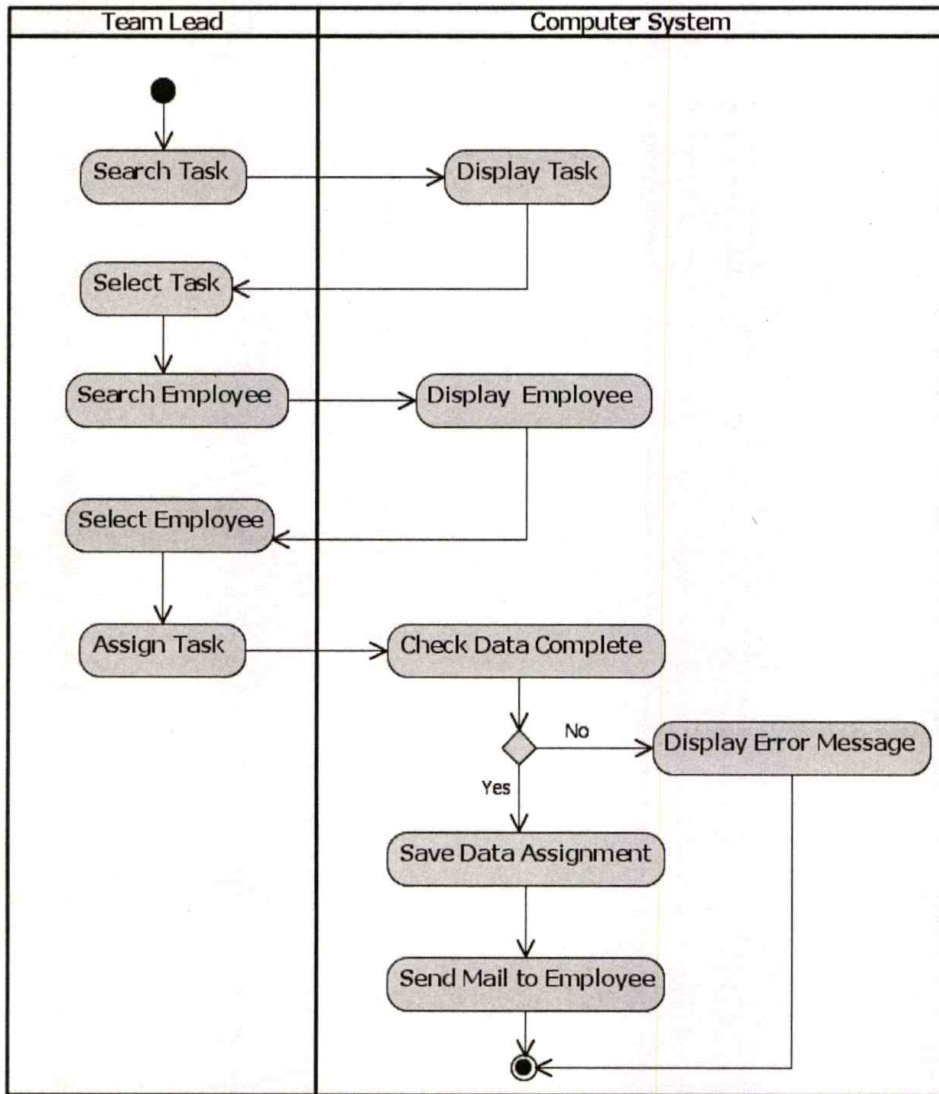 Team Lead
Computer System
Search Task
Display Task
Select Task
Search Employee
Display Employee
Select Employee
Assign Task
Check Data Complete
No
Display Error Message
Yes
Save Data Assignment
Send Mail to Employee